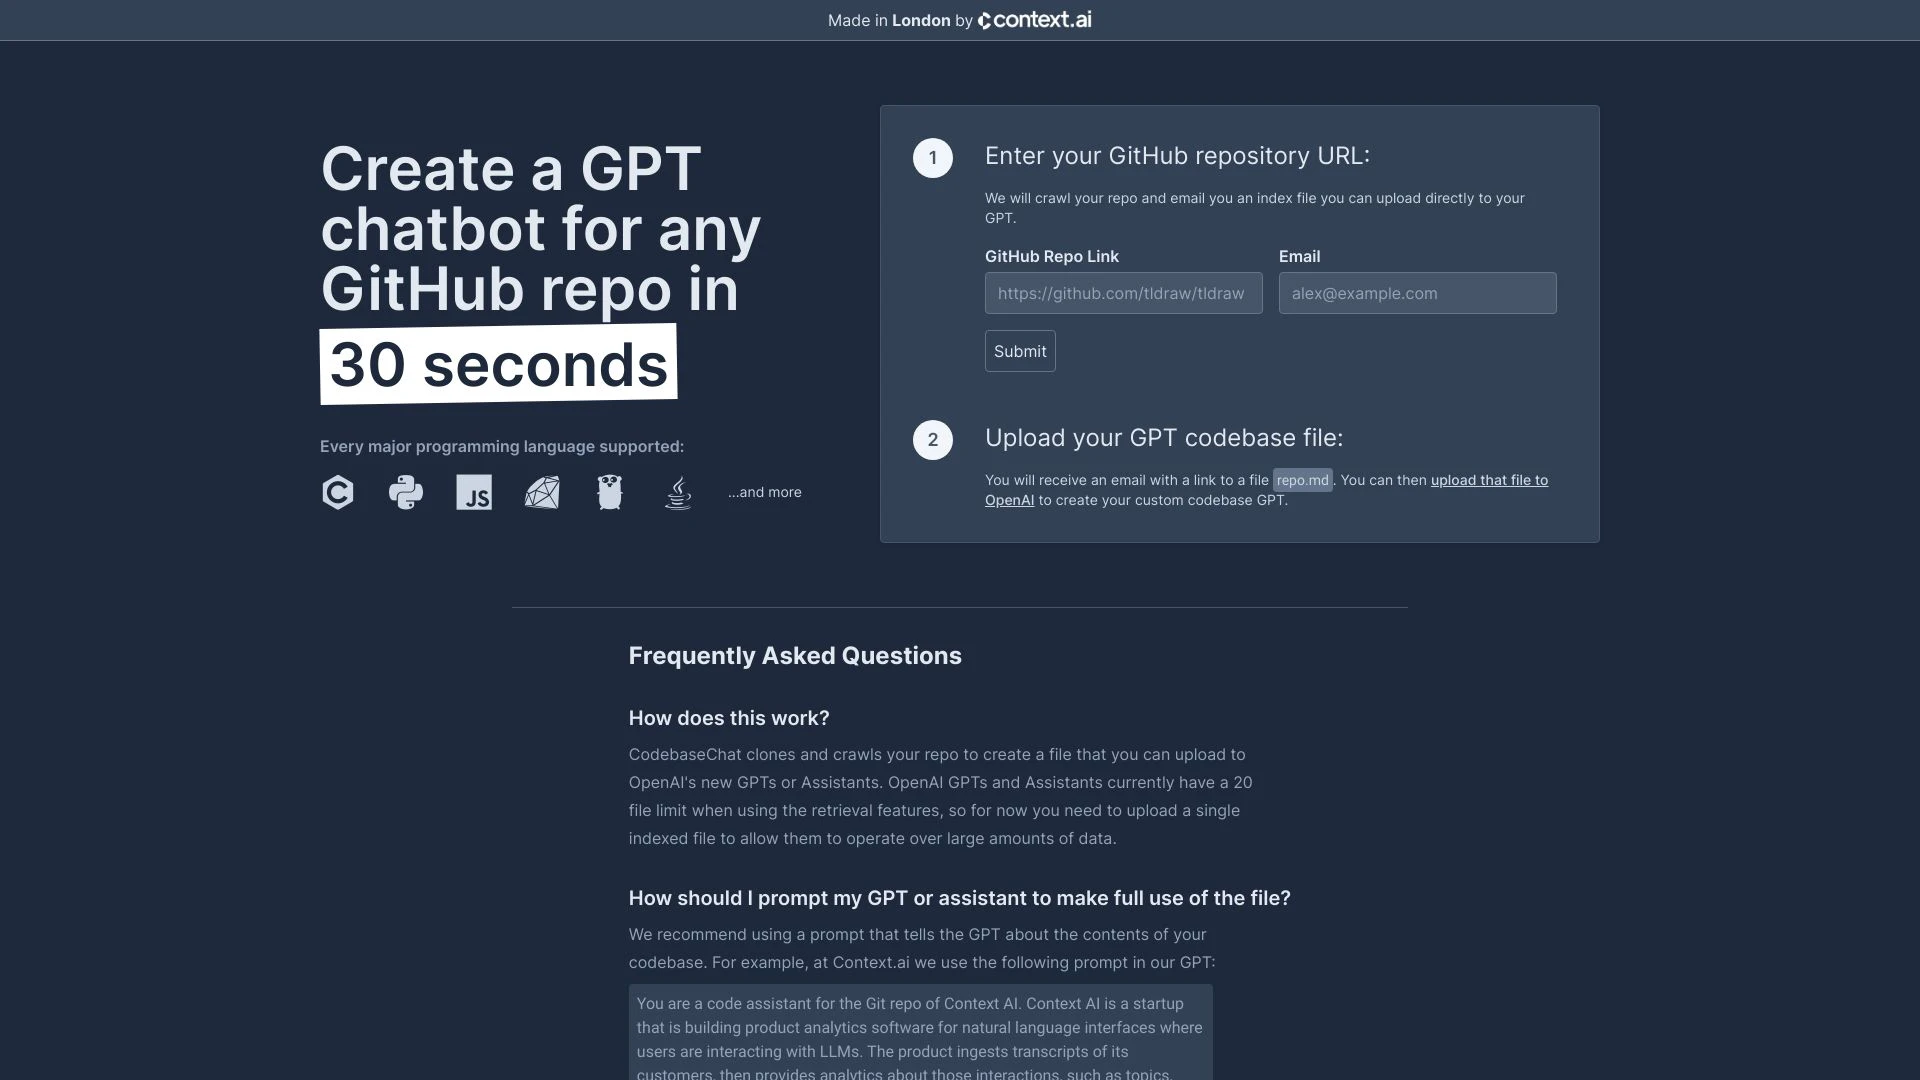 Made in London by context.ai
Create a GPT
chatbot for any
GitHub repo in
30 seconds
Every major programming language supported:
C
JS
...and more
1
Enter your GitHub repository URL:
We will crawl your repo and email you an index file you can upload directly to your
GPT.
GitHub Repo Link
Email
https://github.com/tldraw/tldraw
alex@example.com
Submit
2
Upload your GPT codebase file:
You will receive an email with a link to a file repo.md. You can then upload that file to
OpenAI to create your custom codebase GPT.
Frequently Asked Questions
How does this work?
CodebaseChat clones and crawls your repo to create a file that you can upload to
OpenAI's new GPTs or Assistants. OpenAI GPTs and Assistants currently have a 20
file limit when using the retrieval features, so for now you need to upload a single
indexed file to allow them to operate over large amounts of data.
How should I prompt my GPT or assistant to make full use of the file?
We recommend using a prompt that tells the GPT about the contents of your
codebase. For example, at Context.ai we use the following prompt in our GPT:
You are a code assistant for the Git repo of Context AI. Context AI is a startup
that is building product analytics software for natural language interfaces where
users are interacting with LLMs. The product ingests transcripts of its
customers, then provides analytics about those interactions, such as topics,